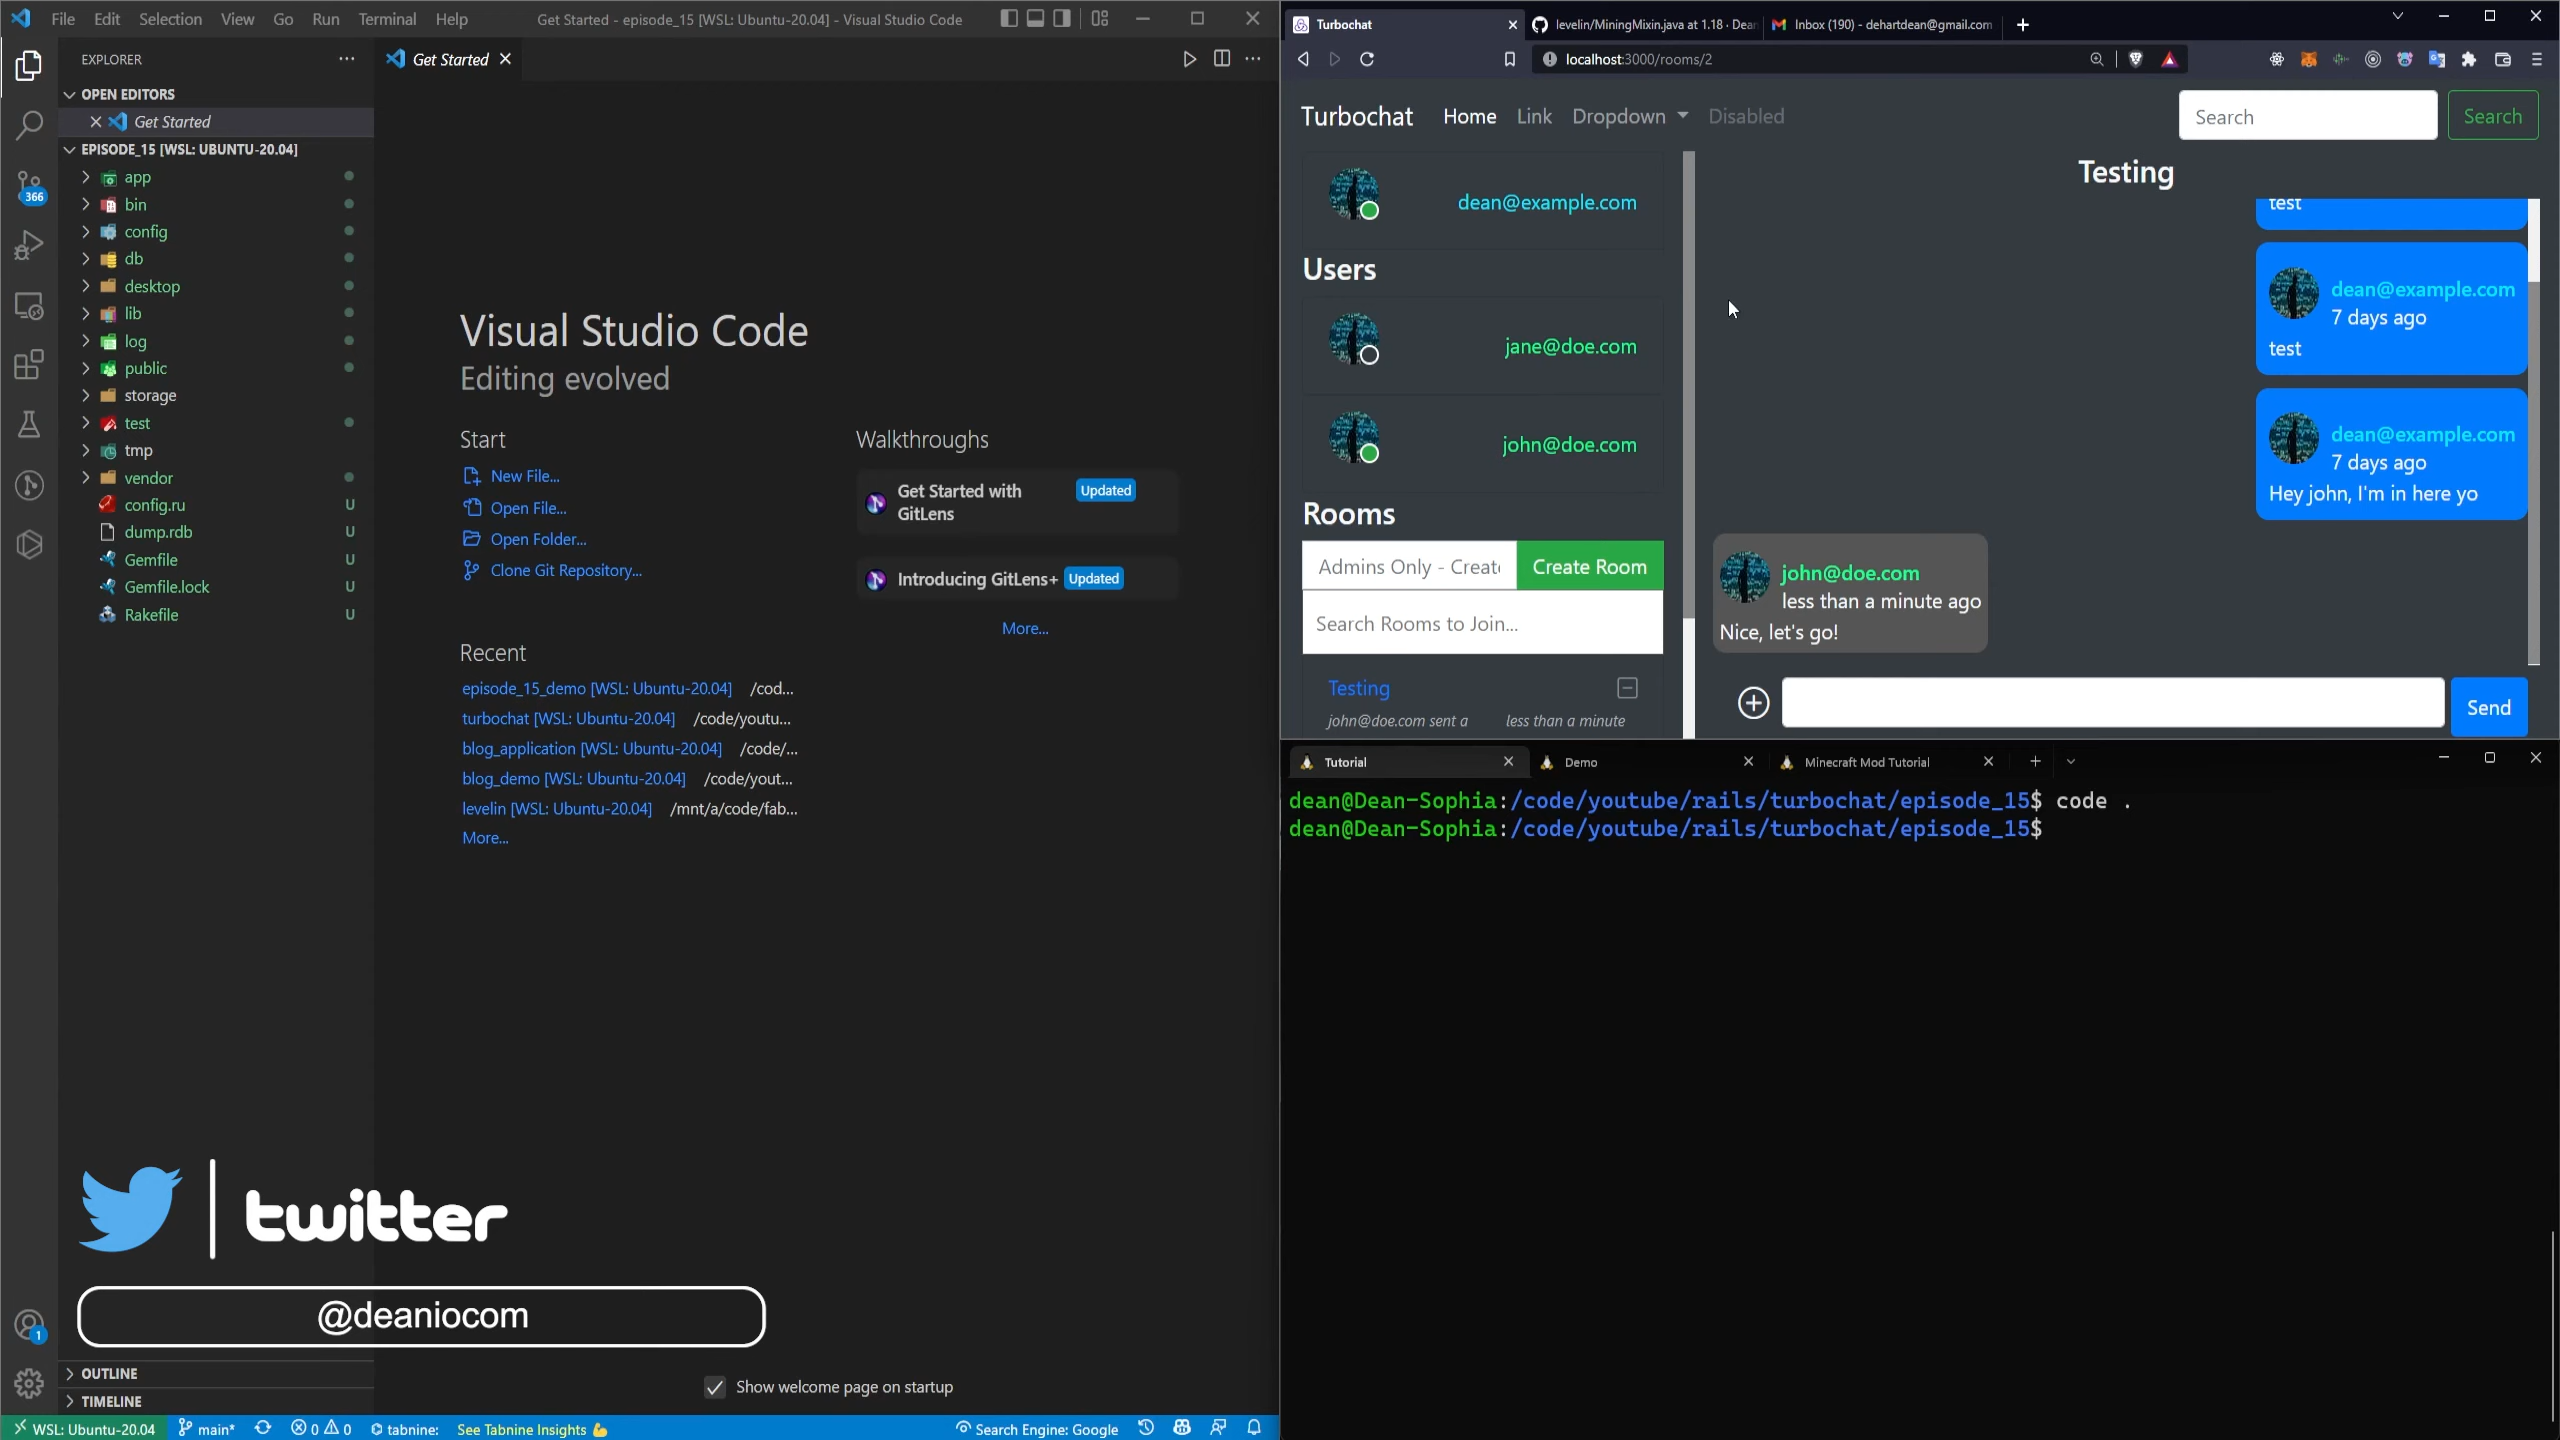 File Edit Selection View Go Run Terminal Help
Get Started - episode_15 [WSL: Ubuntu-20.04] - Visual Studio Code
EXPLORER
OPEN EDITORS
Get Started
EPISODE_15 [WSL: UBUNTU-20.04]
app
bin
config
db
desktop
lib
log
public
storage
test
tmp
vendor
config.ru U
dump.rdb U
Gemfile U
Gemfile.lock U
Rakefile U
366
1
OUTLINE
TIMELINE
Get Started
Visual Studio Code
Editing evolved
Start
New File...
Open File...
Open Folder...
Clone Git Repository...
Recent
episode_15_demo [WSL: Ubuntu-20.04] /cod...
turbochat [WSL: Ubuntu-20.04] /code/youtu...
blog_application [WSL: Ubuntu-20.04] /code/...
blog_demo [WSL: Ubuntu-20.04] /code/yout...
levelin [WSL: Ubuntu-20.04] /mnt/a/code/fab...
More...
Walkthroughs
Get Started with
GitLens
Updated
Introducing GitLens+ Updated
More...
twitter
@deaniocom
Show welcome page on startup
WSL: Ubuntu-20.04 main* 0 0 tabnine: See Tabnine Insights Search Engine: Google
Turbochat
levelin/MiningMixin.java at 1.18 · Dean
Inbox (190) - dehartdean@gmail.com
localhost:3000/rooms/2
Turbochat Home Link Dropdown Disabled
Search
Search
dean@example.com
Users
jane@doe.com
john@doe.com
Rooms
Admins Only - Create
Create Room
Search Rooms to Join...
Testing
john@doe.com sent a
less than a minute
Testing
test
dean@example.com
7 days ago
test
dean@example.com
7 days ago
Hey john, I'm in here yo
john@doe.com
less than a minute ago
Nice, let's go!
Send
Tutorial
Demo
Minecraft Mod Tutorial
dean@Dean-Sophia:/code/youtube/rails/turbochat/episode_15$ code .
dean@Dean-Sophia:/code/youtube/rails/turbochat/episode_15$